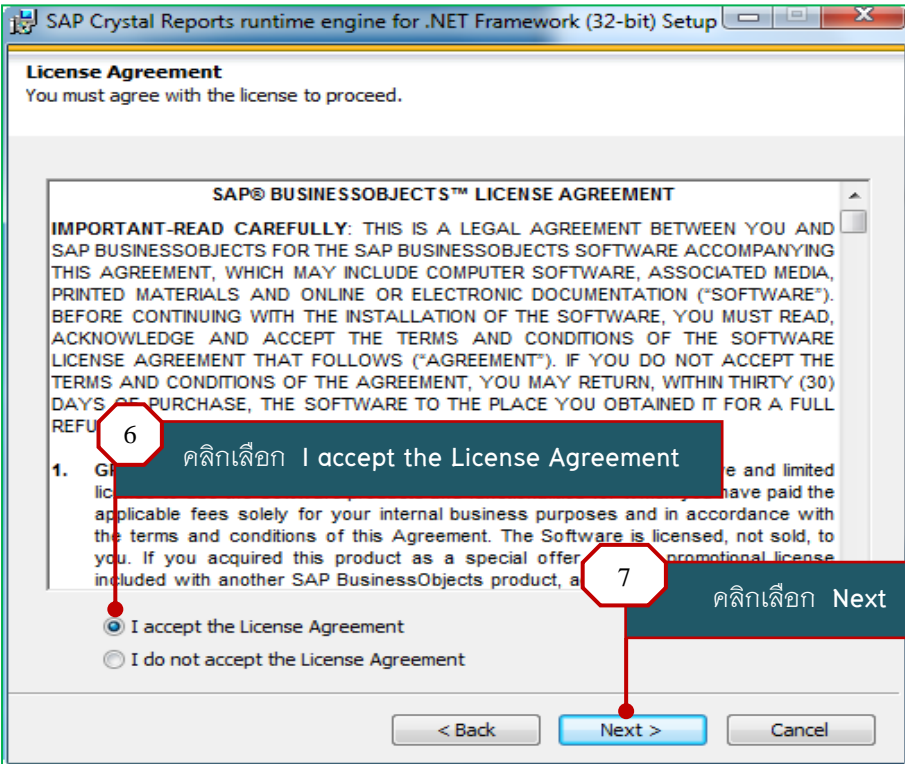 SAP Crystal Reports runtime engine for .NET Framework (32-bit) Setup
License Agreement
You must agree with the license to proceed.
SAP® BUSINESSOBJECTS™ LICENSE AGREEMENT
IMPORTANT-READ CAREFULLY: THIS IS A LEGAL AGREEMENT BETWEEN YOU AND
SAP BUSINESSOBJECTS FOR THE SAP BUSINESSOBJECTS SOFTWARE ACCOMPANYING
THIS AGREEMENT, WHICH MAY INCLUDE COMPUTER SOFTWARE, ASSOCIATED MEDIA,
PRINTED MATERIALS AND ONLINE OR ELECTRONIC DOCUMENTATION (“SOFTWARE”).
BEFORE CONTINUING WITH THE INSTALLATION OF THE SOFTWARE, YOU MUST READ,
ACKNOWLEDGE AND ACCEPT THE TERMS AND CONDITIONS OF THE SOFTWARE
LICENSE AGREEMENT THAT FOLLOWS (“AGREEMENT”). IF YOU DO NOT ACCEPT THE
TERMS AND CONDITIONS OF THE AGREEMENT, YOU MAY RETURN, WITHIN THIRTY (30)
DAYS OF PURCHASE, THE SOFTWARE TO THE PLACE YOU OBTAINED IT FOR A FULL
6
คลิกเลือก I accept the License Agreement
1. and limited
have paid the
applicable fees solely for your internal business purposes and in accordance with
the terms and conditions of this Agreement. The Software is licensed, not sold, to
you. If you acquired this product as a special offer promotional license
included with another SAP BusinessObjects product,
7
คลิกเลือก Next
I accept the License Agreement
I do not accept the License Agreement
< Back Next > Cancel